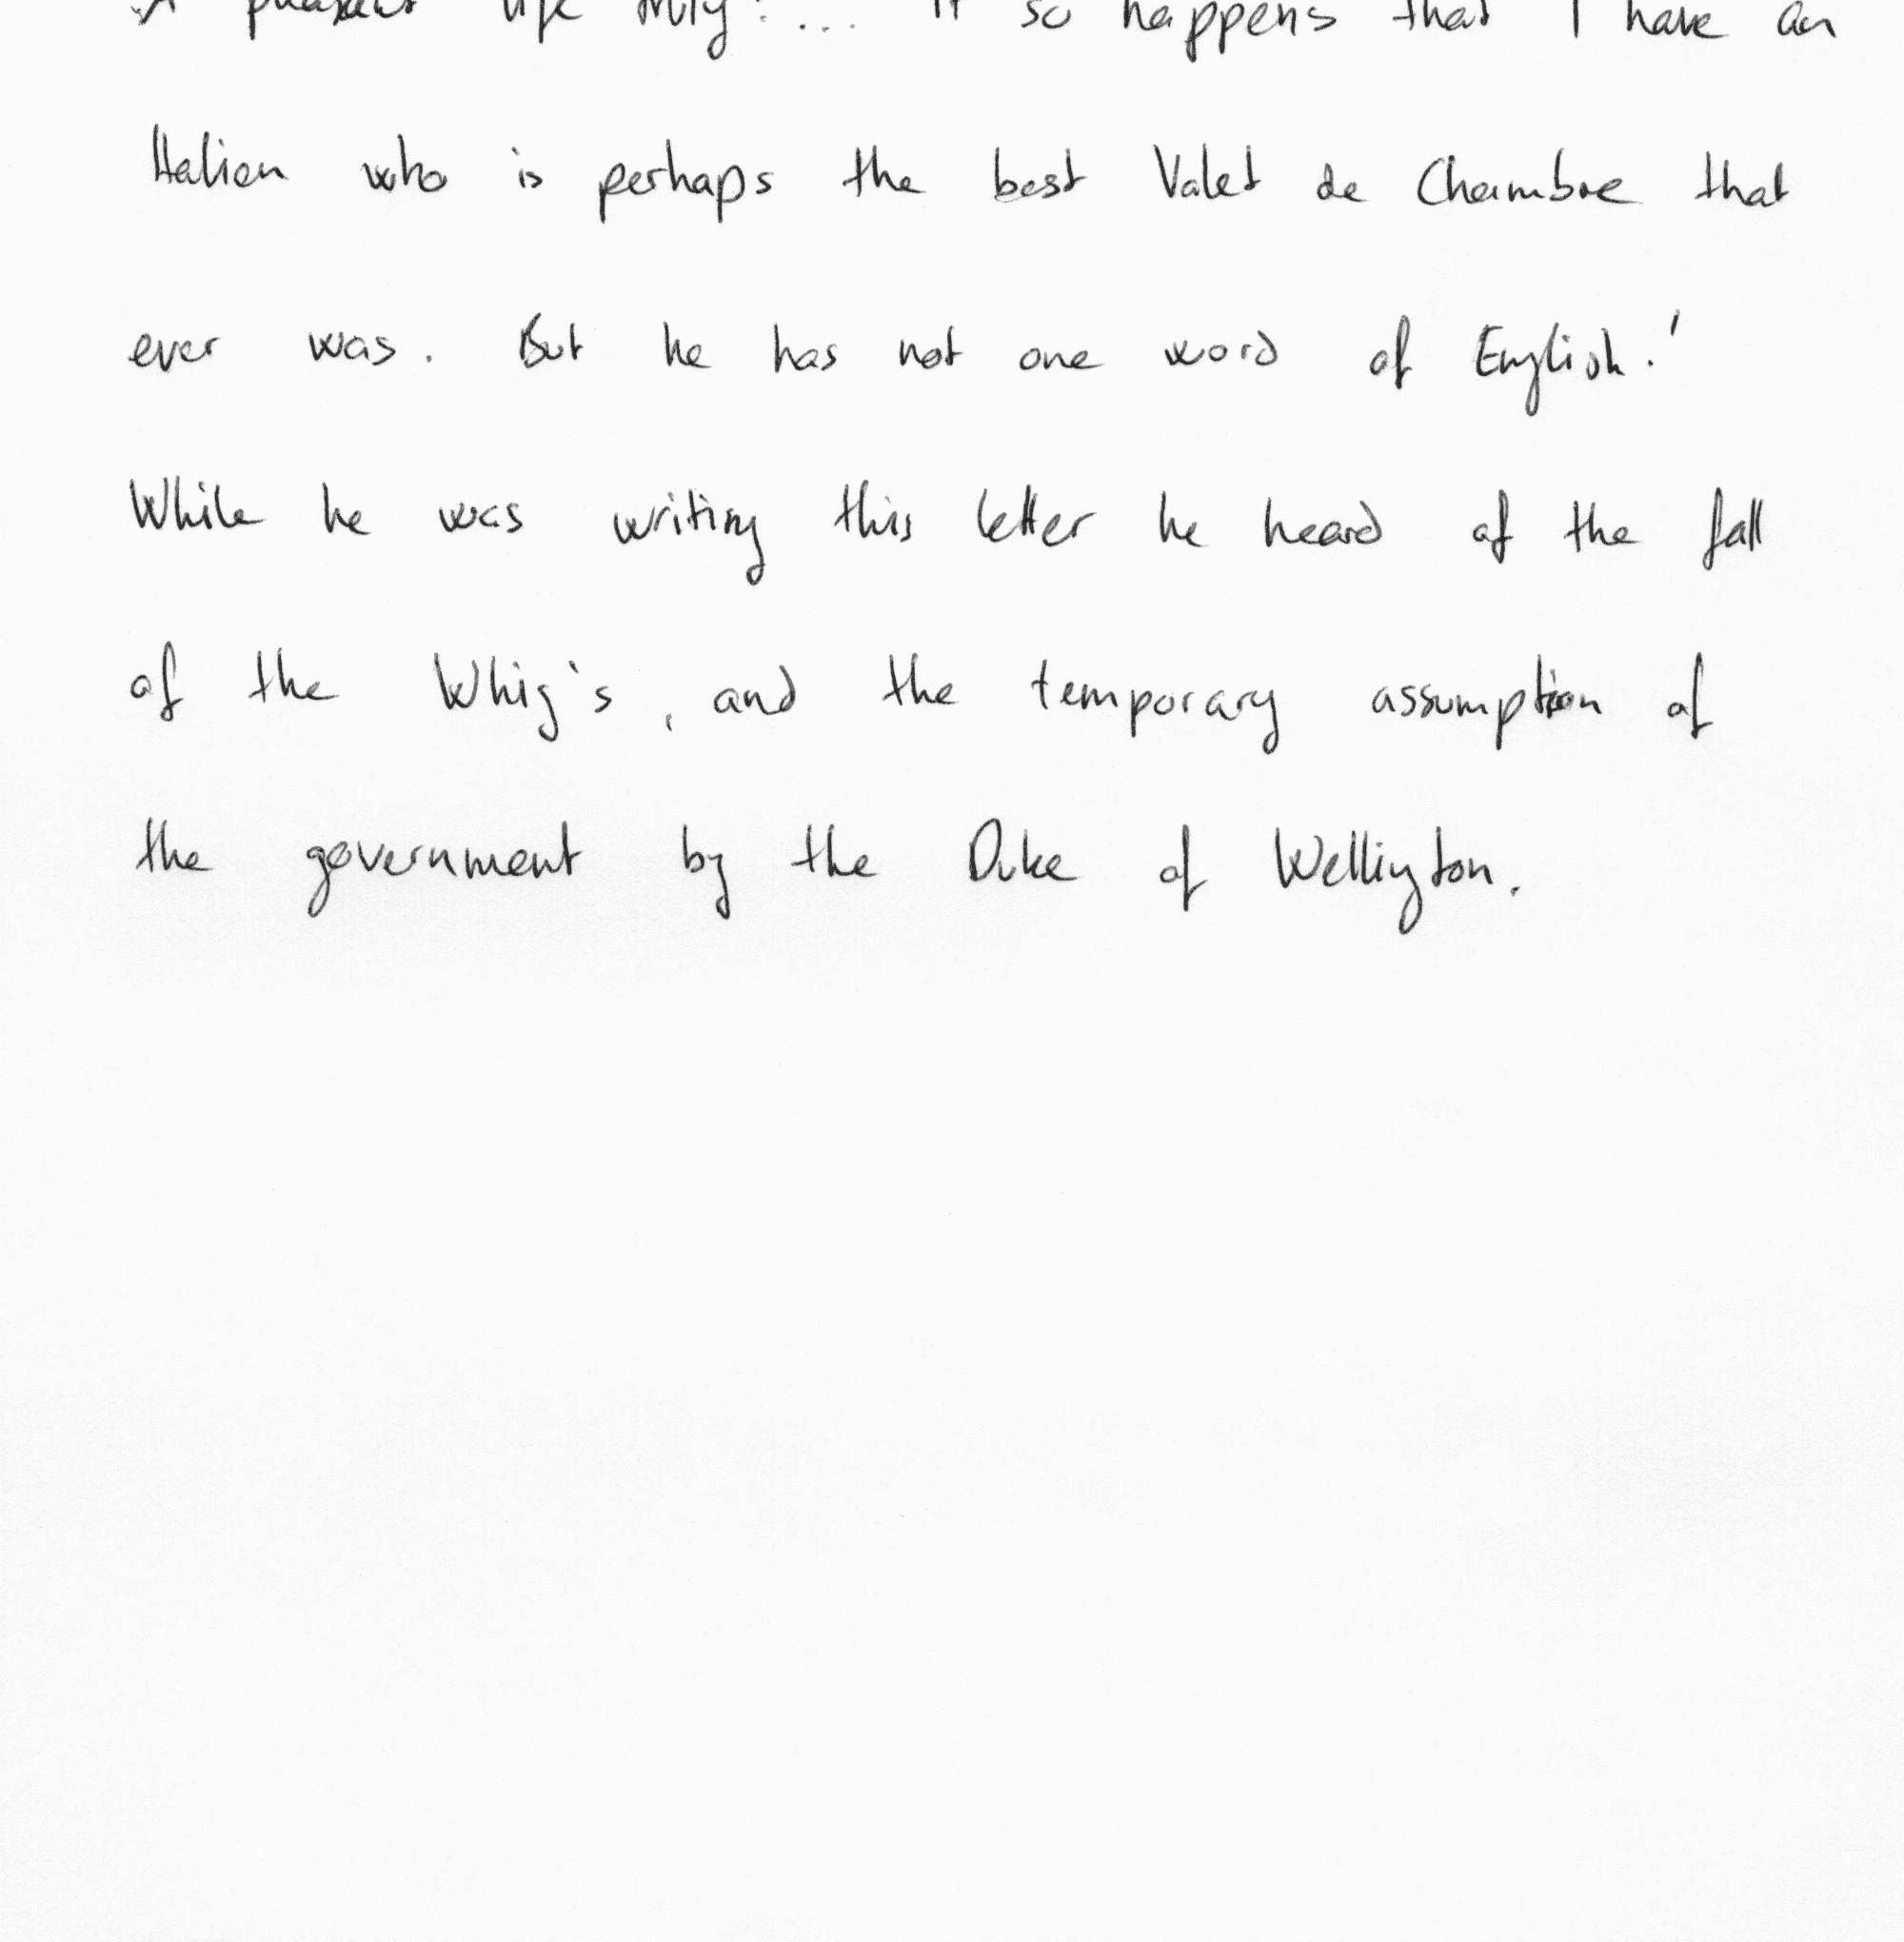 A pleasant life truly! ... It so happens that I have an
Italien who is perhaps the best Valet de Chambre that
ever was. But he has not one word of English.'
While he was writing this letter he heard of the fall
of the Whig's, and the temporary assumption of
the government by the Duke of Wellington.